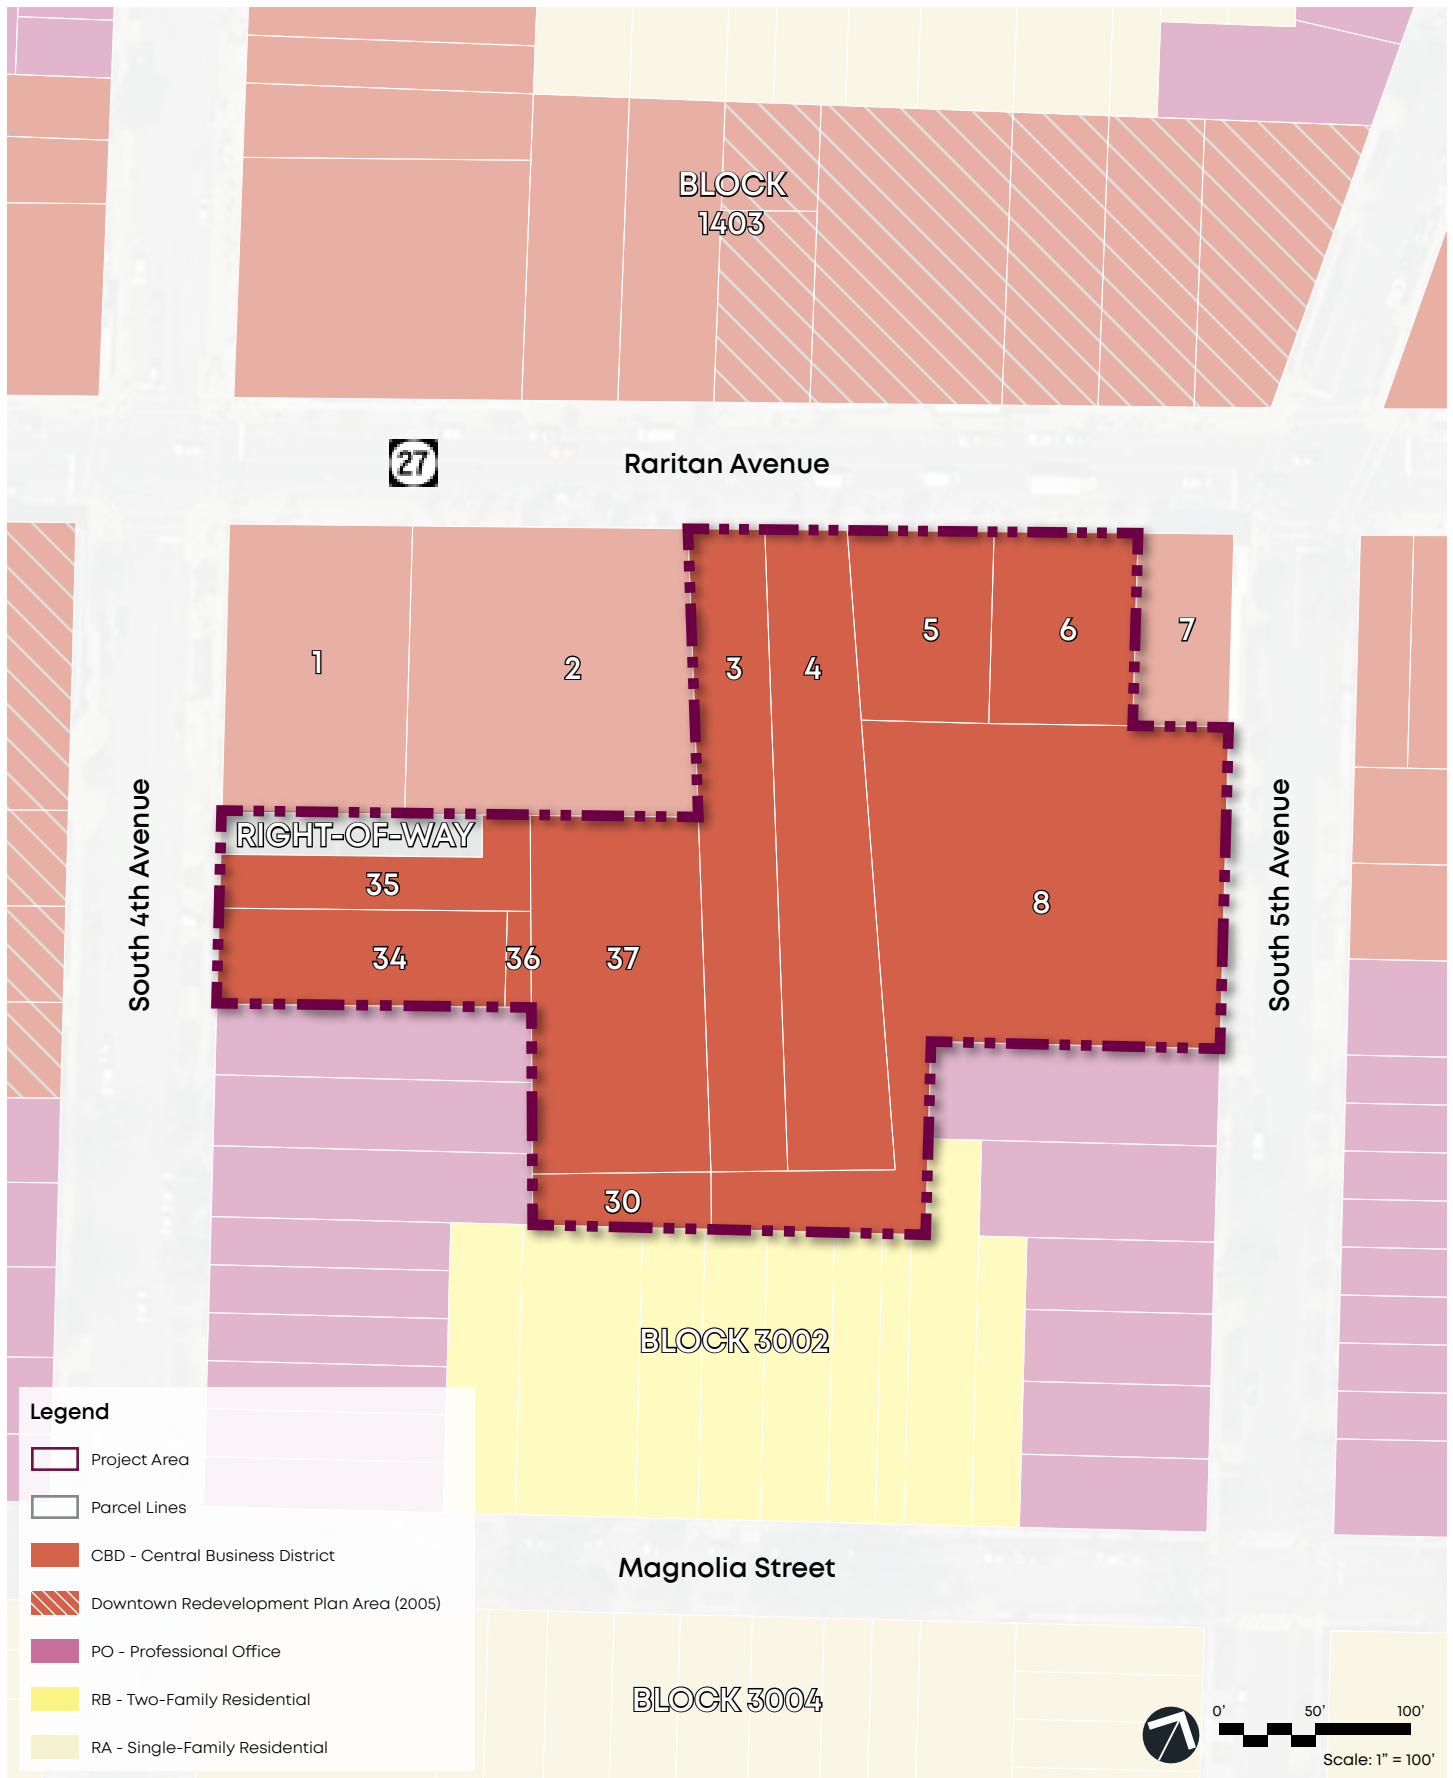 BLOCK
1403
27
Raritan Avenue
1
2
3
4
5
6
7
South 4th Avenue
RIGHT-OF-WAY
35
34
36
37
8
South 5th Avenue
30
BLOCK 3002
Legend
Project Area
Parcel Lines
CBD - Central Business District
Downtown Redevelopment Plan Area (2005)
PO - Professional Office
RB - Two-Family Residential
RA - Single-Family Residential
Magnolia Street
BLOCK 3004
0' 50' 100'
Scale: 1" = 100'